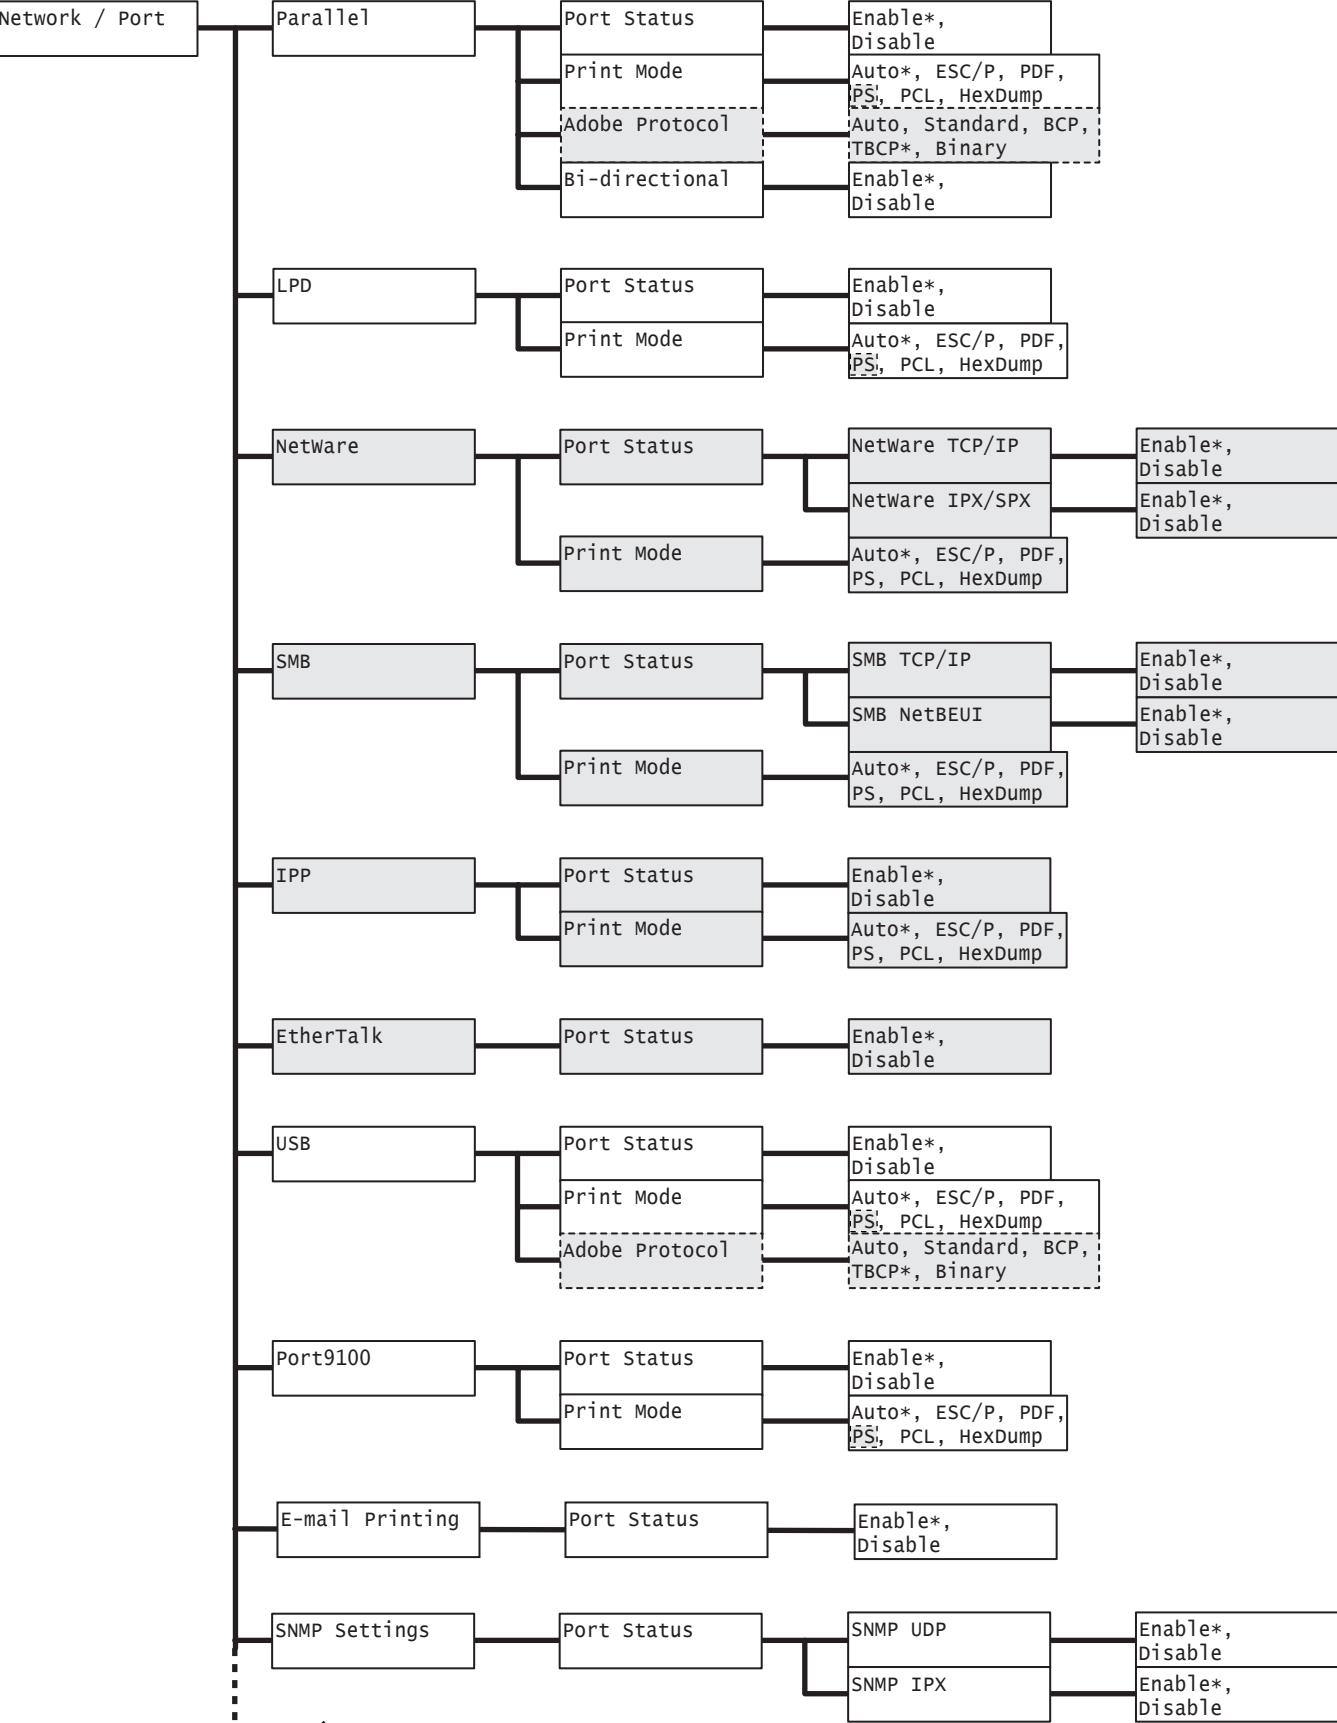 Network / Port
Parallel
Port Status
Enable*,
Disable
Print Mode
Auto*, ESC/P, PDF,
PS, PCL, HexDump
Adobe Protocol
Auto, Standard, BCP,
TBCP*, Binary
Bi-directional
Enable*,
Disable
LPD
Port Status
Enable*,
Disable
Print Mode
Auto*, ESC/P, PDF,
PS, PCL, HexDump
NetWare
Port Status
NetWare TCP/IP
Enable*,
Disable
NetWare IPX/SPX
Enable*,
Disable
Print Mode
Auto*, ESC/P, PDF,
PS, PCL, HexDump
SMB
Port Status
SMB TCP/IP
Enable*,
Disable
SMB NetBEUI
Enable*,
Disable
Print Mode
Auto*, ESC/P, PDF,
PS, PCL, HexDump
IPP
Port Status
Enable*,
Disable
Print Mode
Auto*, ESC/P, PDF,
PS, PCL, HexDump
EtherTalk
Port Status
Enable*,
Disable
USB
Port Status
Enable*,
Disable
Print Mode
Auto*, ESC/P, PDF,
PS, PCL, HexDump
Adobe Protocol
Auto, Standard, BCP,
TBCP*, Binary
Port9100
Port Status
Enable*,
Disable
Print Mode
Auto*, ESC/P, PDF,
PS, PCL, HexDump
E-mail Printing
Port Status
Enable*,
Disable
SNMP Settings
Port Status
SNMP UDP
Enable*,
Disable
SNMP IPX
Enable*,
Disable